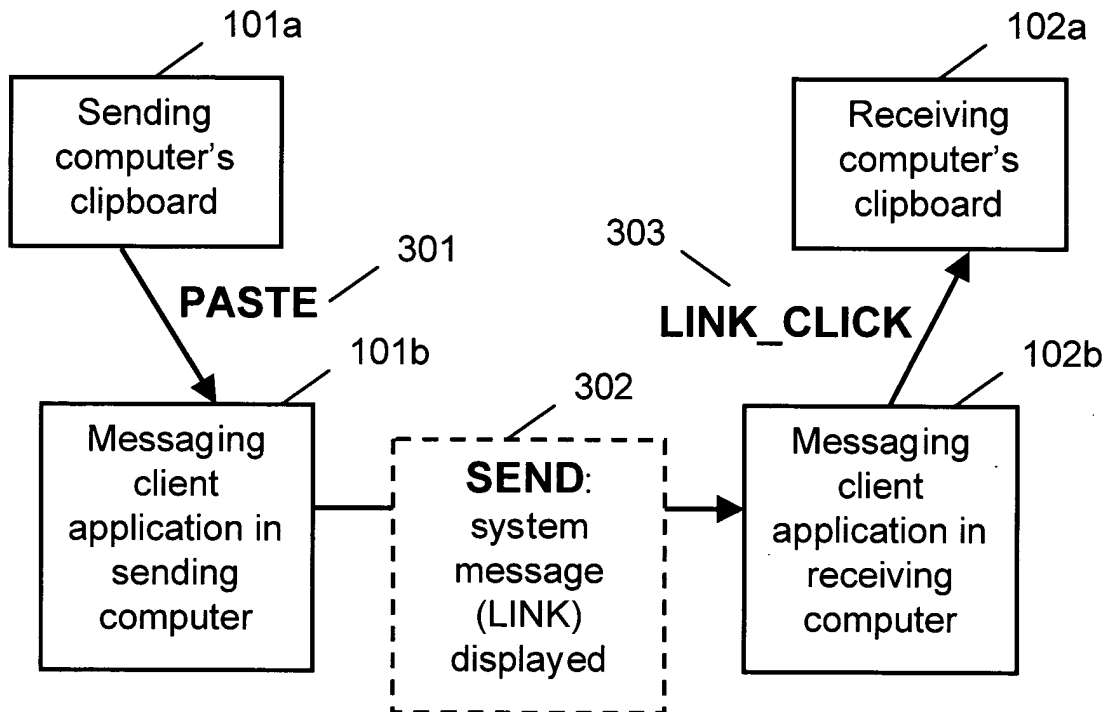 101a
Sending
computer's
clipboard
102a
Receiving
computer's
clipboard
301
PASTE
303
LINK_CLICK
101b
Messaging
client
application in
sending
computer
302
SEND:
system
message
(LINK)
displayed
102b
Messaging
client
application in
receiving
computer